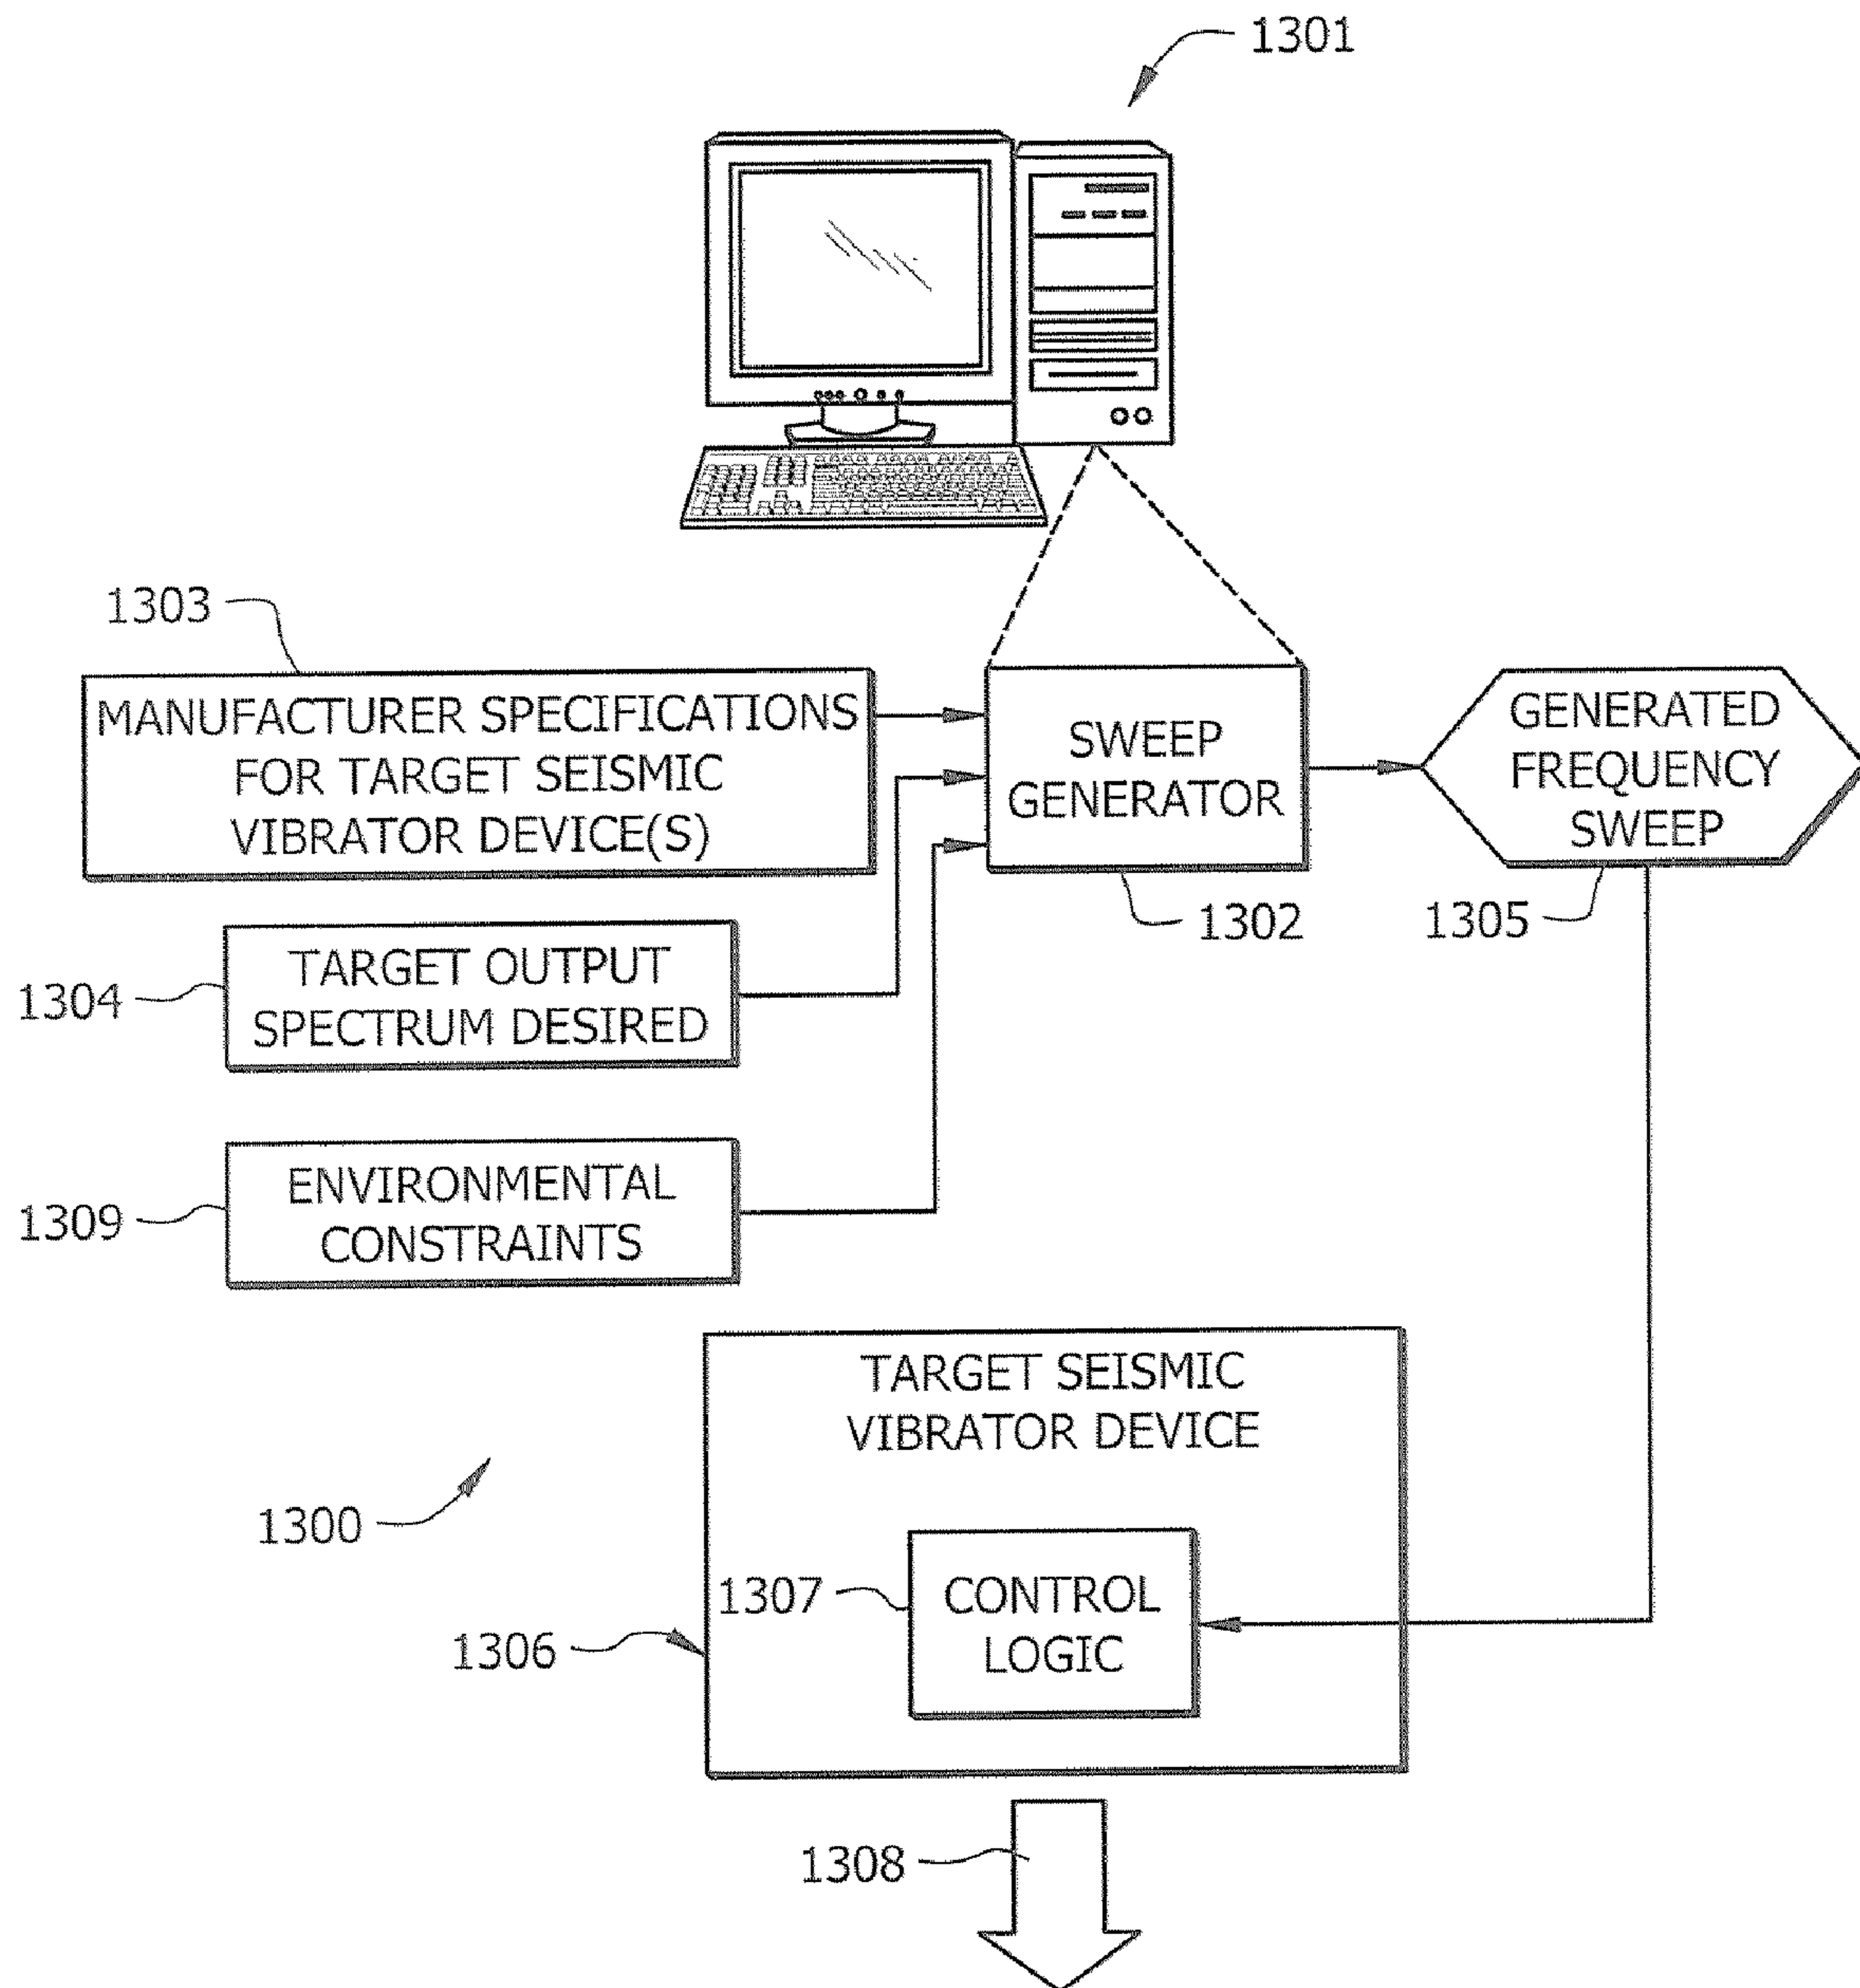 1301
1303
MANUFACTURER SPECIFICATIONS
FOR TARGET SEISMIC
VIBRATOR DEVICE(S)
SWEEP
GENERATOR
1302
GENERATED
FREQUENCY
SWEEP
1305
1304
TARGET OUTPUT
SPECTRUM DESIRED
1309
ENVIRONMENTAL
CONSTRAINTS
TARGET SEISMIC
VIBRATOR DEVICE
1300
1307
CONTROL
LOGIC
1306
1308